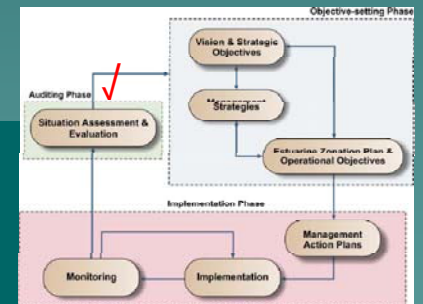 Objective-setting Phase
Vision & Strategic
Objectives
Auditing Phase
√
Management
Strategies
Situation Assessment &
Evaluation
Estuarine Zonation Plan &
Operational Objectives
Implementation Phase
Management
Action Plans
Monitoring
Implementation